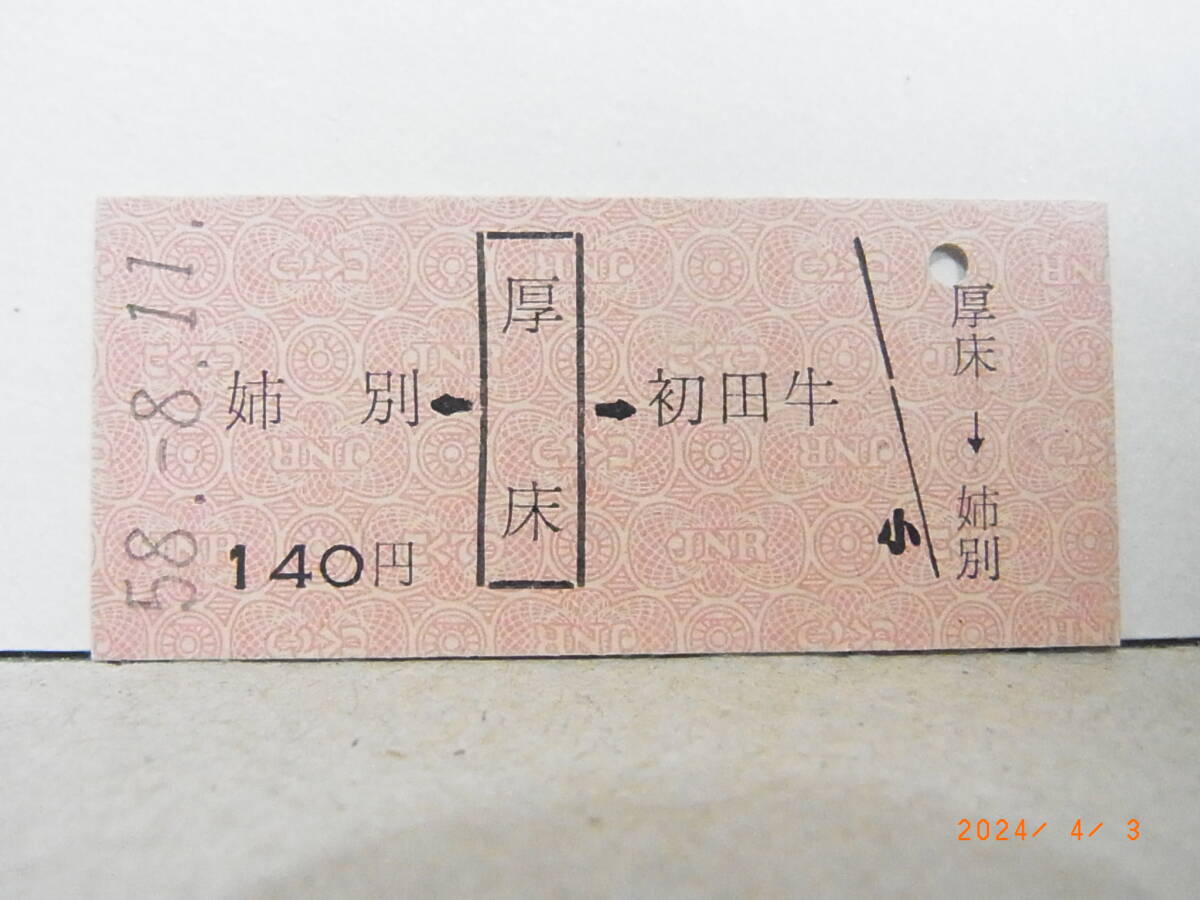 58.-8.11.
姉別←厚床→初田牛
140円
小
厚床→姉別
2024/ 4/ 3